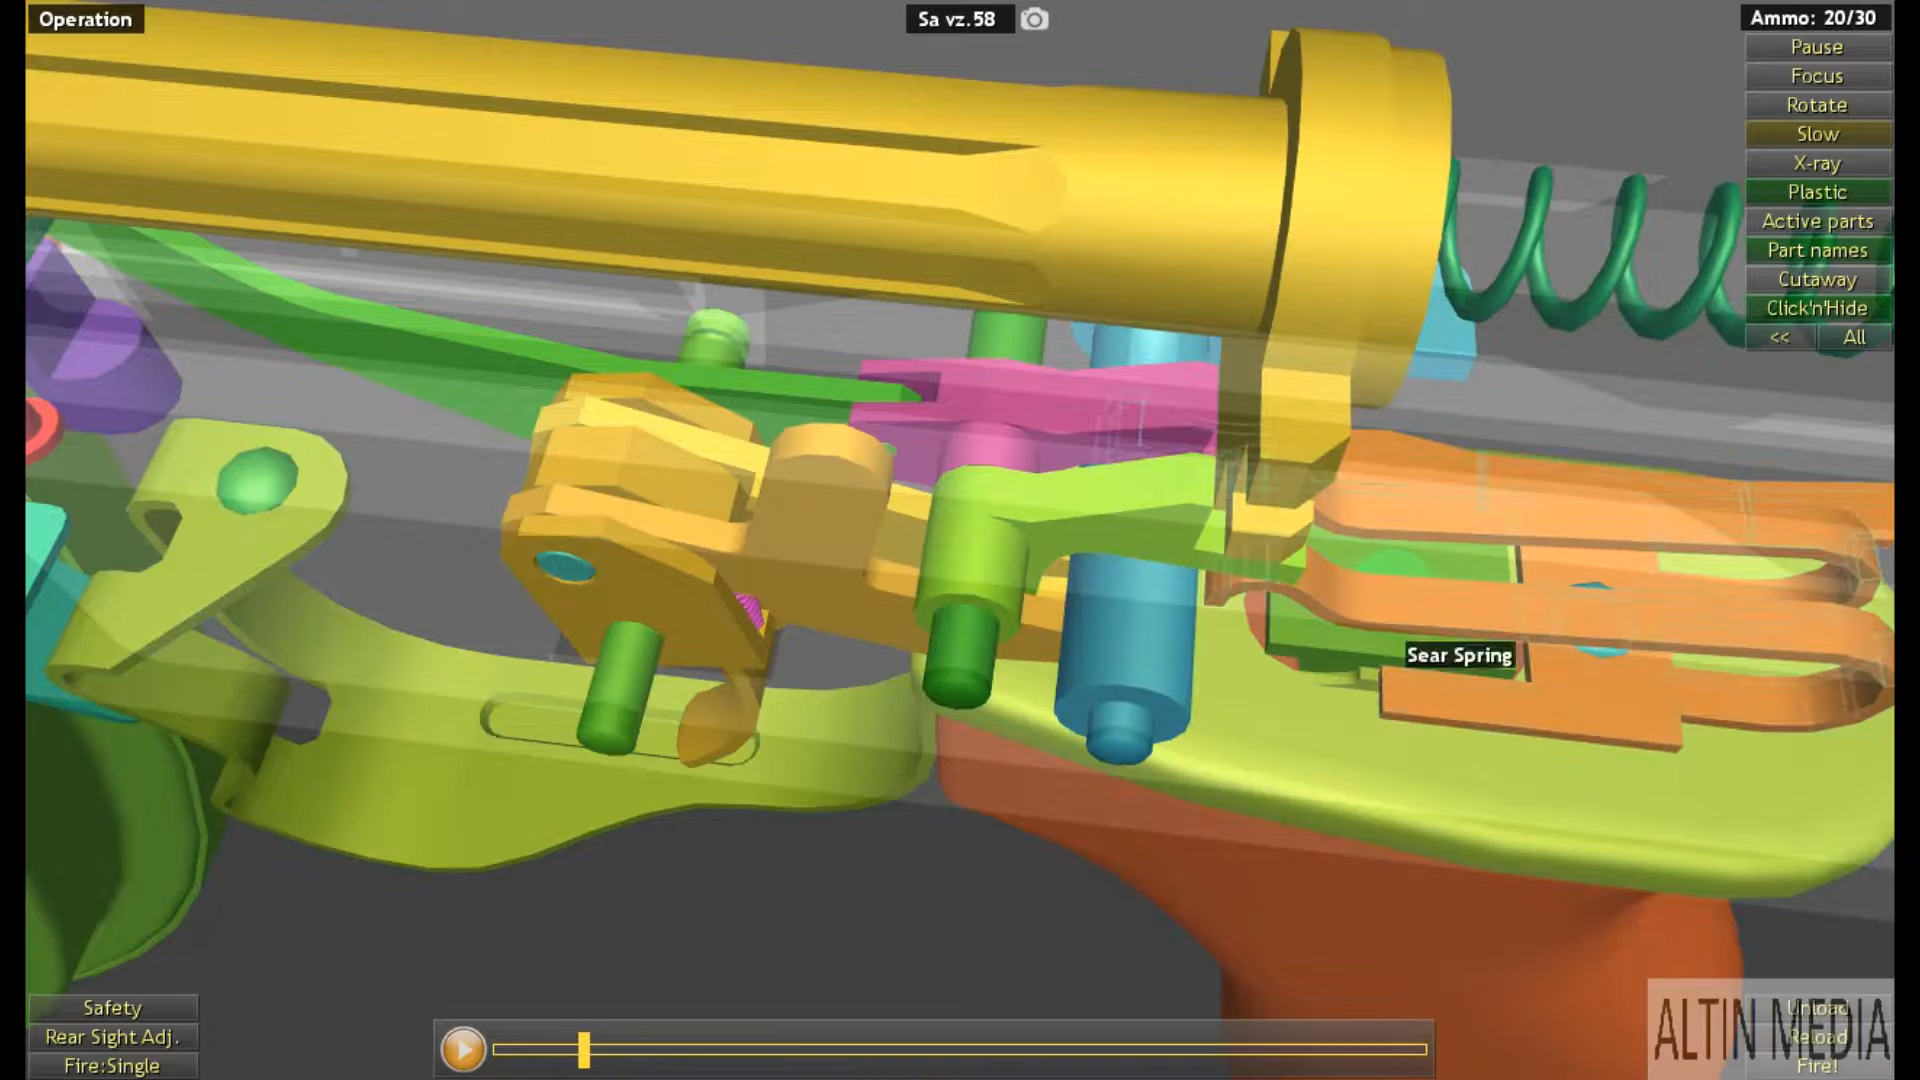 Operation
Sa vz.58
Ammo: 20/30
Pause
Focus
Rotate
Slow
X-ray
Plastic
Active parts
Part names
Cutaway
Click'n'Hide
<< All
Sear Spring
Safety
Rear Sight Adj.
Fire:Single
Unload
Reload
Fire!
ALTIN MEDIA